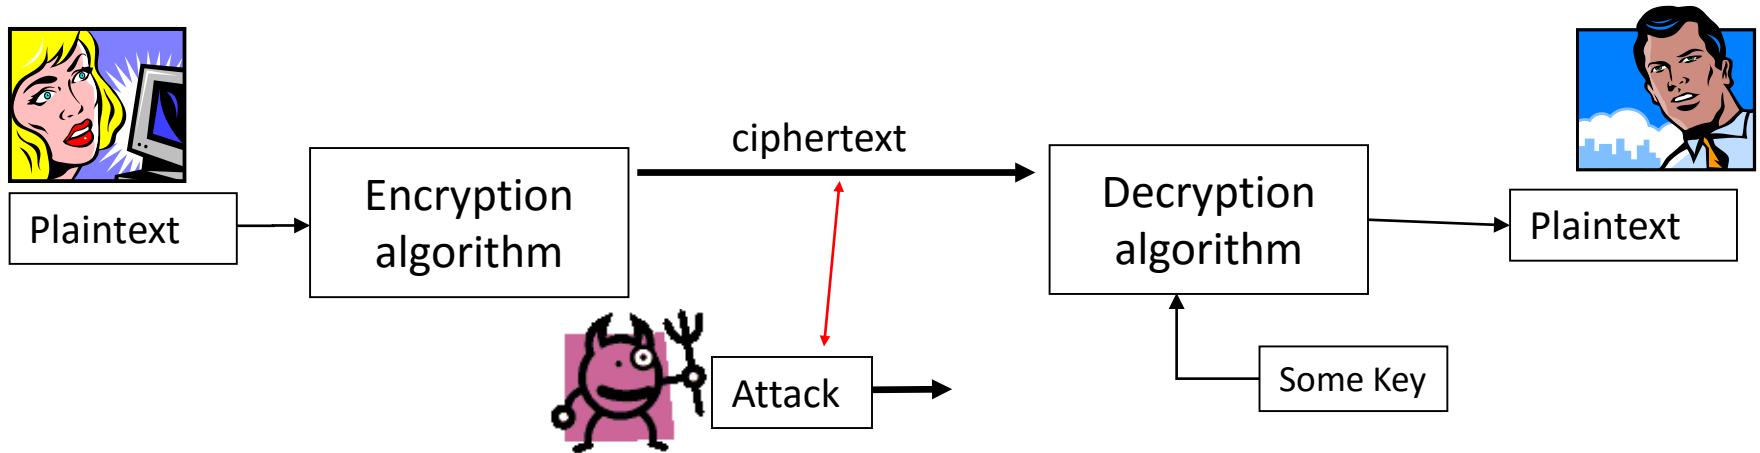 ciphertext
Plaintext
Encryption
algorithm
Decryption
algorithm
Plaintext
Attack
Some Key